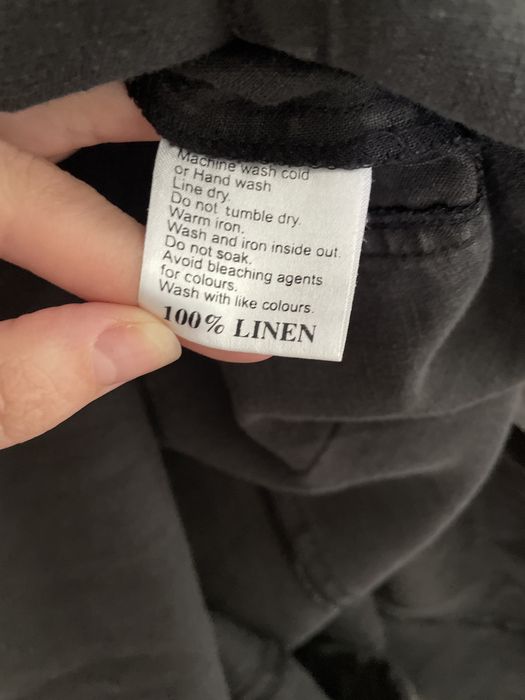 Machine wash cold
or Hand wash
Line dry.
Do not tumble dry.
Warm iron.
Wash and iron inside out.
Do not soak.
Avoid bleaching agents
for colours.
Wash with like colours.
100% LINEN